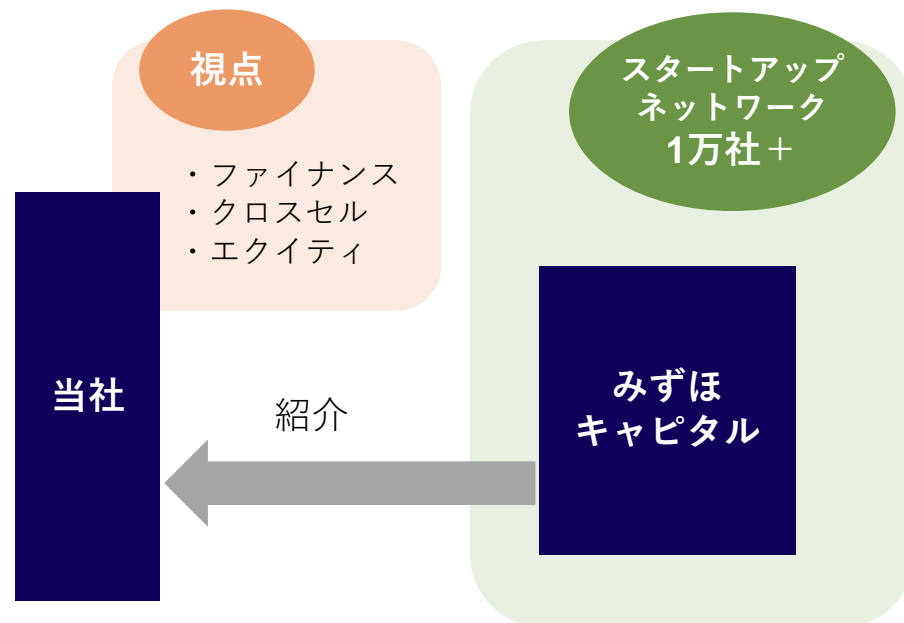 視点
・ファイナンス
・クロスセル
・エクイティ
スタートアップ
ネットワーク
1万社＋
当社
紹介
みずほ
キャピタル